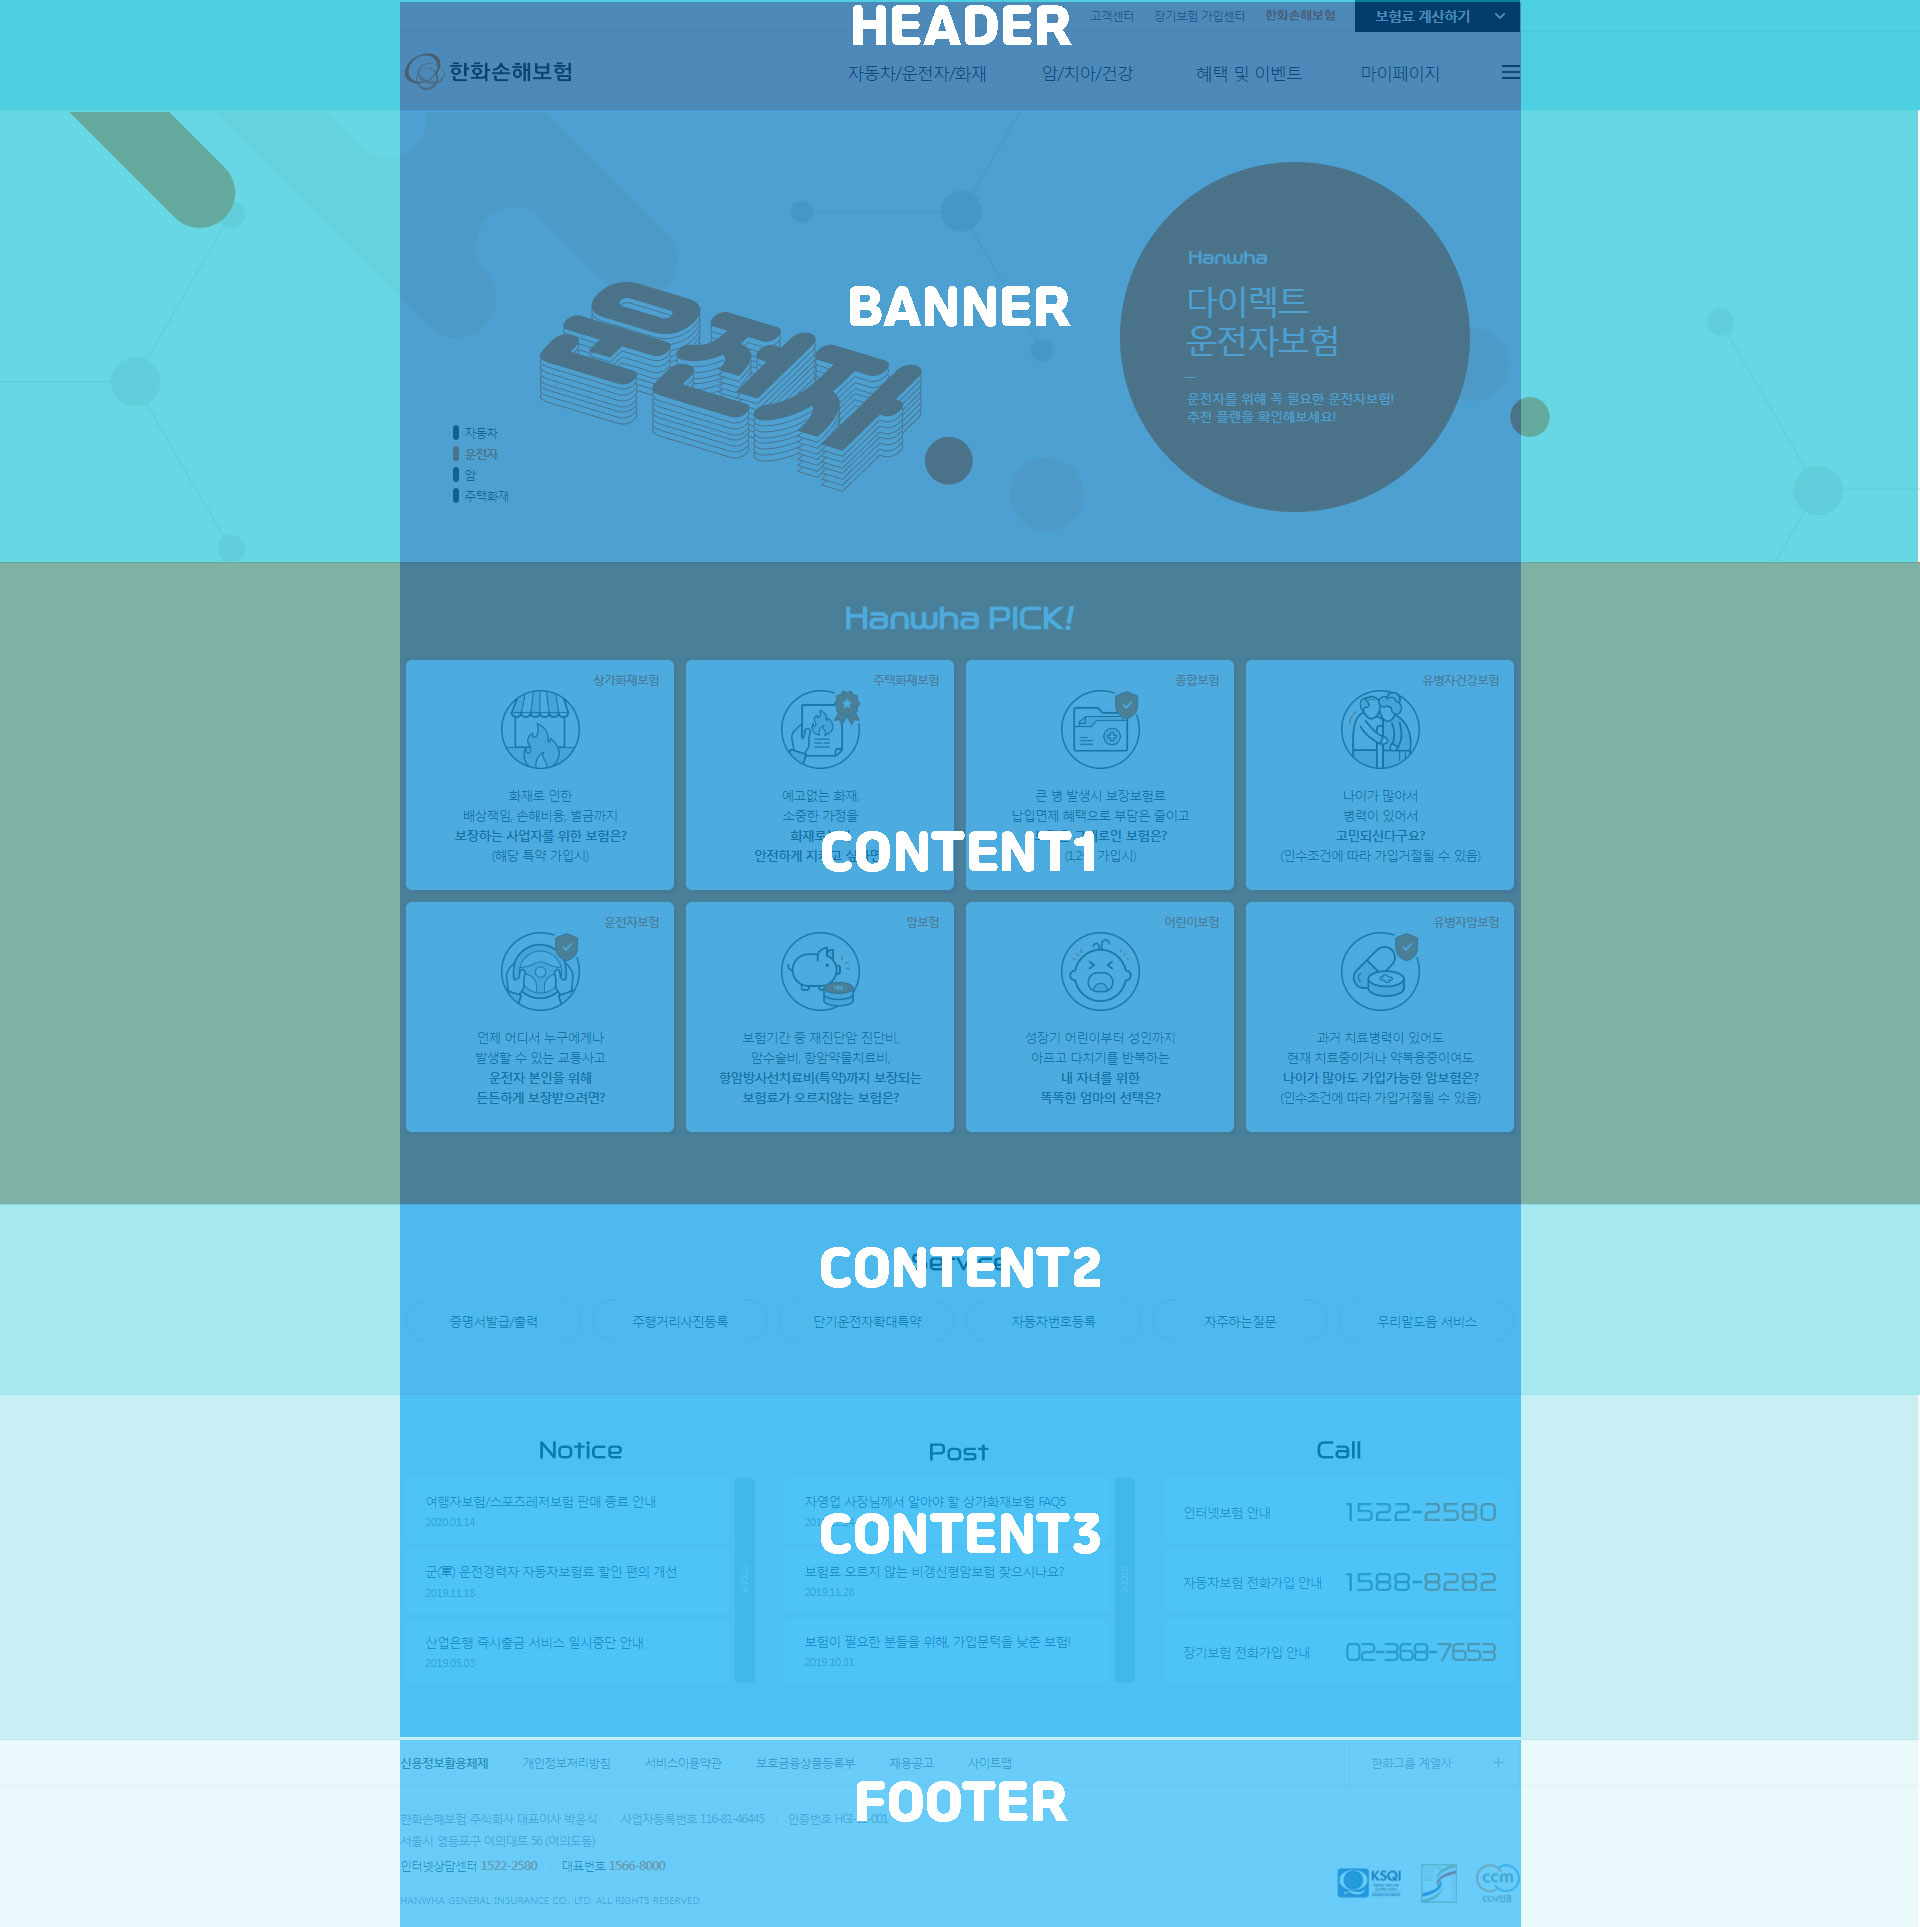 HEADER
고객센터 장기보험 가입센터 한화손해보험 보험료 계산하기
한화손해보험
자동차/운전자/화재 암/치아/건강 혜택 및 이벤트 마이페이지
BANNER
운전자
Hanwha
다이렉트
운전자보험
운전자를 위해 꼭 필요한 운전자보험!
추천 플랜을 확인해보세요!
자동차
운전자
암
주택화재
Hanwha PICK!
상가화재보험
화재로 인한
배상책임, 손해비용, 벌금까지
보장하는 사업자를 위한 보험은?
(해당 특약 가입시)
주택화재보험
예고없는 화재,
소중한 가정을
화재로
안전하게
종합보험
큰 병 발생시 보장보험료
납입면제 혜택으로 부담은 줄이고
보험은?
가입시)
유병자건강보험
나이가 많아서
병력이 있어서
고민되신다구요?
(인수조건에 따라 가입거절될 수 있음)
CONTENT1
운전자보험
언제 어디서 누구에게나
발생할 수 있는 교통사고
운전자 본인을 위해
든든하게 보장받으려면?
암보험
보험기간 중 재진단암 진단비,
암수술비, 항암약물치료비,
항암방사선치료비(특약)까지 보장되는
보험료가 오르지않는 보험은?
어린이보험
성장기 어린이부터 성인까지
아프고 다치기를 반복하는
내 자녀를 위한
똑똑한 엄마의 선택은?
유병자암보험
과거 치료병력이 있어도
현재 치료중이거나 약복용중이여도
나이가 많아도 가입가능한 암보험은?
(인수조건에 따라 가입거절될 수 있음)
Service
CONTENT2
증명서발급/출력 주행거리사진등록 단기운전자확대특약 자동차번호등록 자주하는질문 우리말도움 서비스
Notice
여행자보험/스포츠레저보험 판매 종료 안내
2020.01.14
군(軍) 운전경력자 자동차보험료 할인 편의 개선
2019.11.18
산업은행 즉시출금 서비스 일시중단 안내
2019.05.03
more
Post
자영업 사장님께서 알아야 할 상가화재보험 FAQ5
CONTENT3
보험료 오르지 않는 비갱신형암보험 찾으시나요?
2019.11.28
보험이 필요한 분들을 위해, 가입문턱을 낮춘 보험!
2019.10.31
more
Call
인터넷보험 안내 1522-2580
자동차보험 전화가입 안내 1588-8282
장기보험 전화가입 안내 02-368-7653
신용정보활용체제 개인정보처리방침 서비스이용약관 보호금융상품등록부 채용공고 사이트맵 한화그룹 계열사 +
FOOTER
한화손해보험 주식회사 대표이사 박윤식 사업자등록번호 116-81-46445 인증번호
서울시 영등포구 여의대로 56 (여의도동)
인터넷상담센터 1522-2580 대표번호 1566-8000
HANWHA GENERAL INSURANCE CO., LTD. ALL RIGHTS RESERVED.
KSQI
ccm
CCM인증